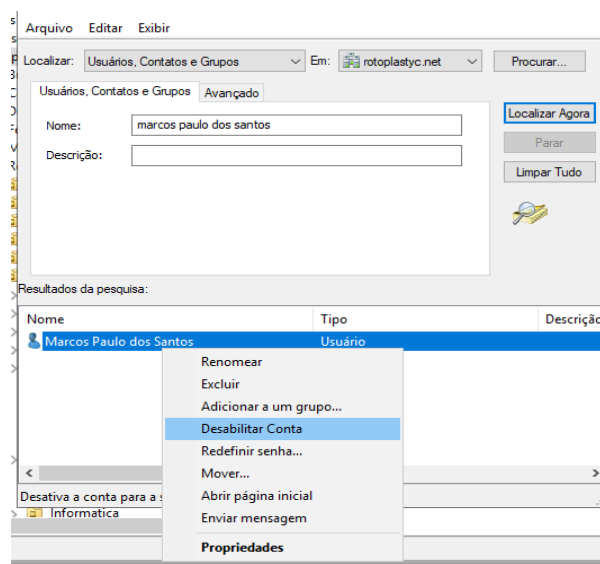 Arquivo Editar Exibir
Localizar: Usuários, Contatos e Grupos Em: rotoplastyc.net Procurar...
Usuários, Contatos e Grupos Avançado
Localizar Agora
Nome: marcos paulo dos santos
Parar
Descrição:
Limpar Tudo
Resultados da pesquisa:
Nome Tipo Descrição
Marcos Paulo dos Santos Usuário
Renomear
Excluir
Adicionar a um grupo...
Desabilitar Conta
Redefinir senha...
Mover...
Desativa a conta para a
Abrir página inicial
Informatica
Enviar mensagem
Propriedades